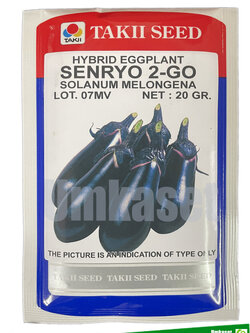 TAKII SEED
TAKII
HYBRID EGGPLANT
SENRYO 2-GO
SOLANUM MELONGENA
LOT. 07MV NET : 20 GR.
Umkaset
THE PICTURE IS AN INDICATION OF TYPE ONLY
TAKII SEED TAKII SEED TAKII SEED